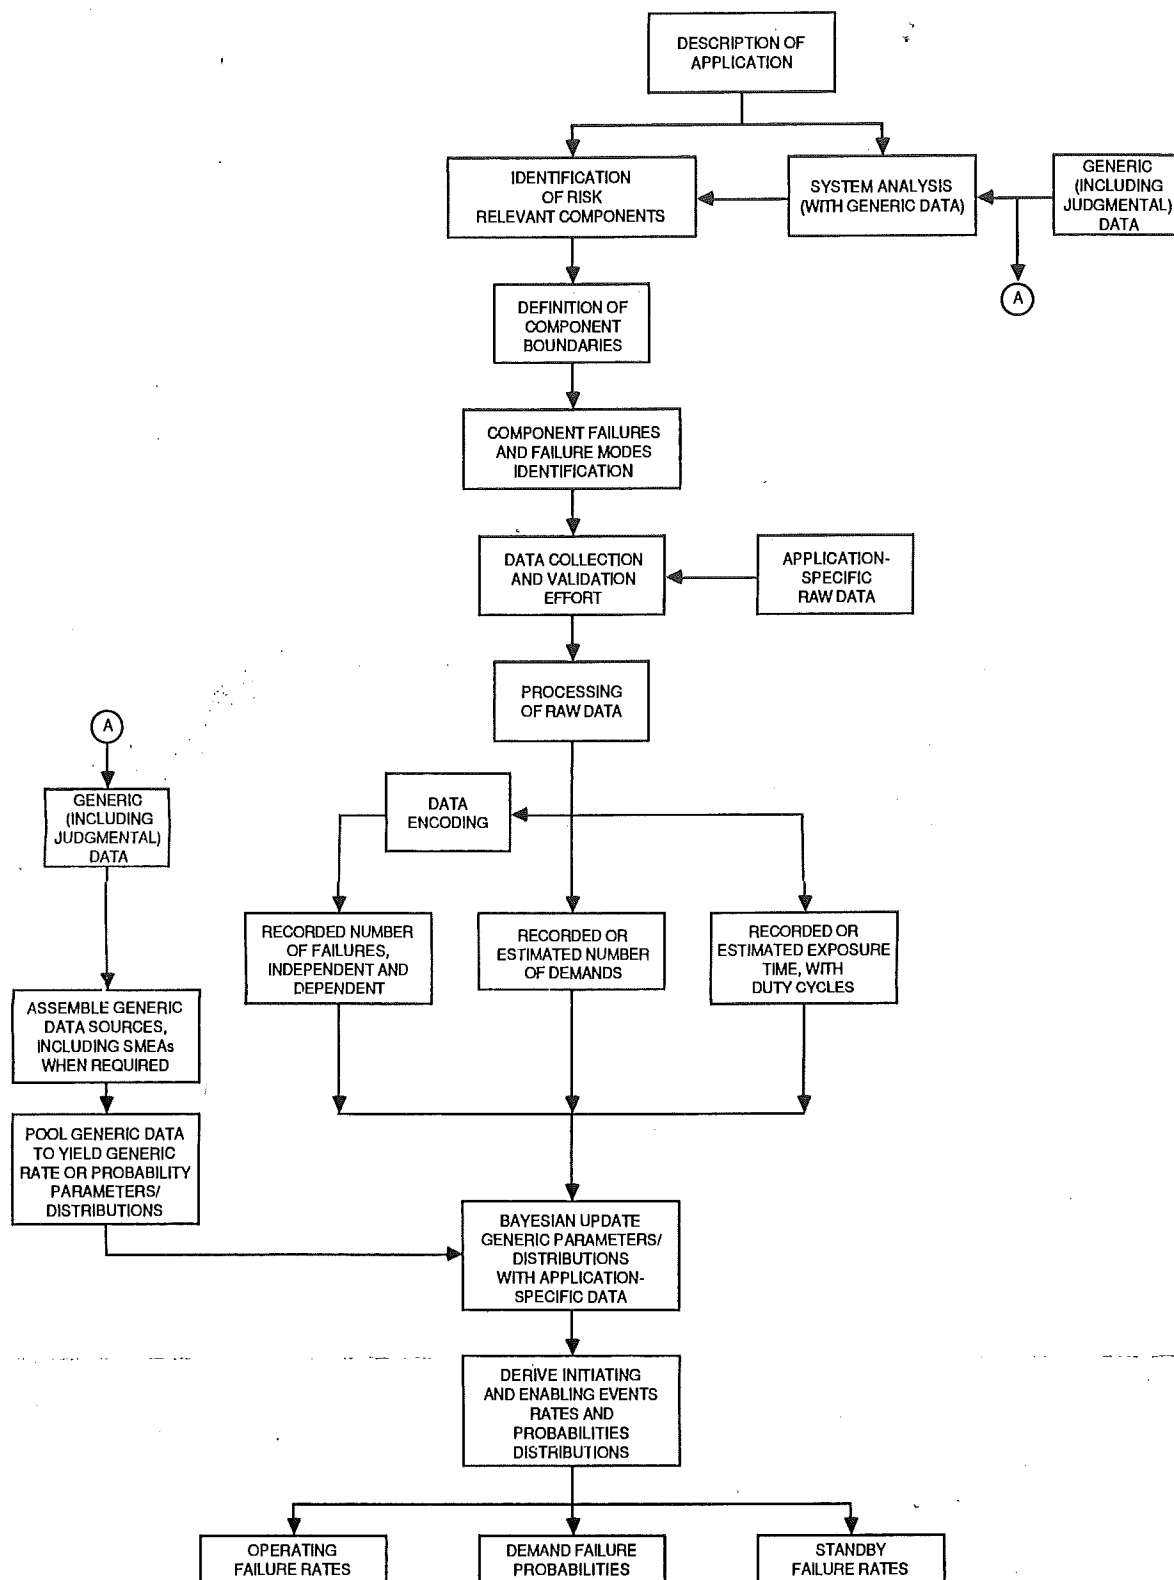 DESCRIPTION OF
APPLICATION
IDENTIFICATION
OF RISK
RELEVANT COMPONENTS
SYSTEM ANALYSIS
(WITH GENERIC DATA)
GENERIC
(INCLUDING
JUDGMENTAL)
DATA
A
DEFINITION OF
COMPONENT
BOUNDARIES
COMPONENT FAILURES
AND FAILURE MODES
IDENTIFICATION
DATA COLLECTION
AND VALIDATION
EFFORT
APPLICATION-
SPECIFIC
RAW DATA
PROCESSING
OF RAW DATA
A
GENERIC
(INCLUDING
JUDGMENTAL)
DATA
DATA
ENCODING
RECORDED NUMBER
OF FAILURES,
INDEPENDENT AND
DEPENDENT
RECORDED OR
ESTIMATED NUMBER
OF DEMANDS
RECORDED OR
ESTIMATED EXPOSURE
TIME, WITH
DUTY CYCLES
ASSEMBLE GENERIC
DATA SOURCES,
INCLUDING SMEAs
WHEN REQUIRED
POOL GENERIC DATA
TO YIELD GENERIC
RATE OR PROBABILITY
PARAMETERS/
DISTRIBUTIONS
BAYESIAN UPDATE
GENERIC PARAMETERS/
DISTRIBUTIONS
WITH APPLICATION-
SPECIFIC DATA
DERIVE INITIATING
AND ENABLING EVENTS
RATES AND
PROBABILITIES
DISTRIBUTIONS
OPERATING
FAILURE RATES
DEMAND FAILURE
PROBABILITIES
STANDBY
FAILURE RATES